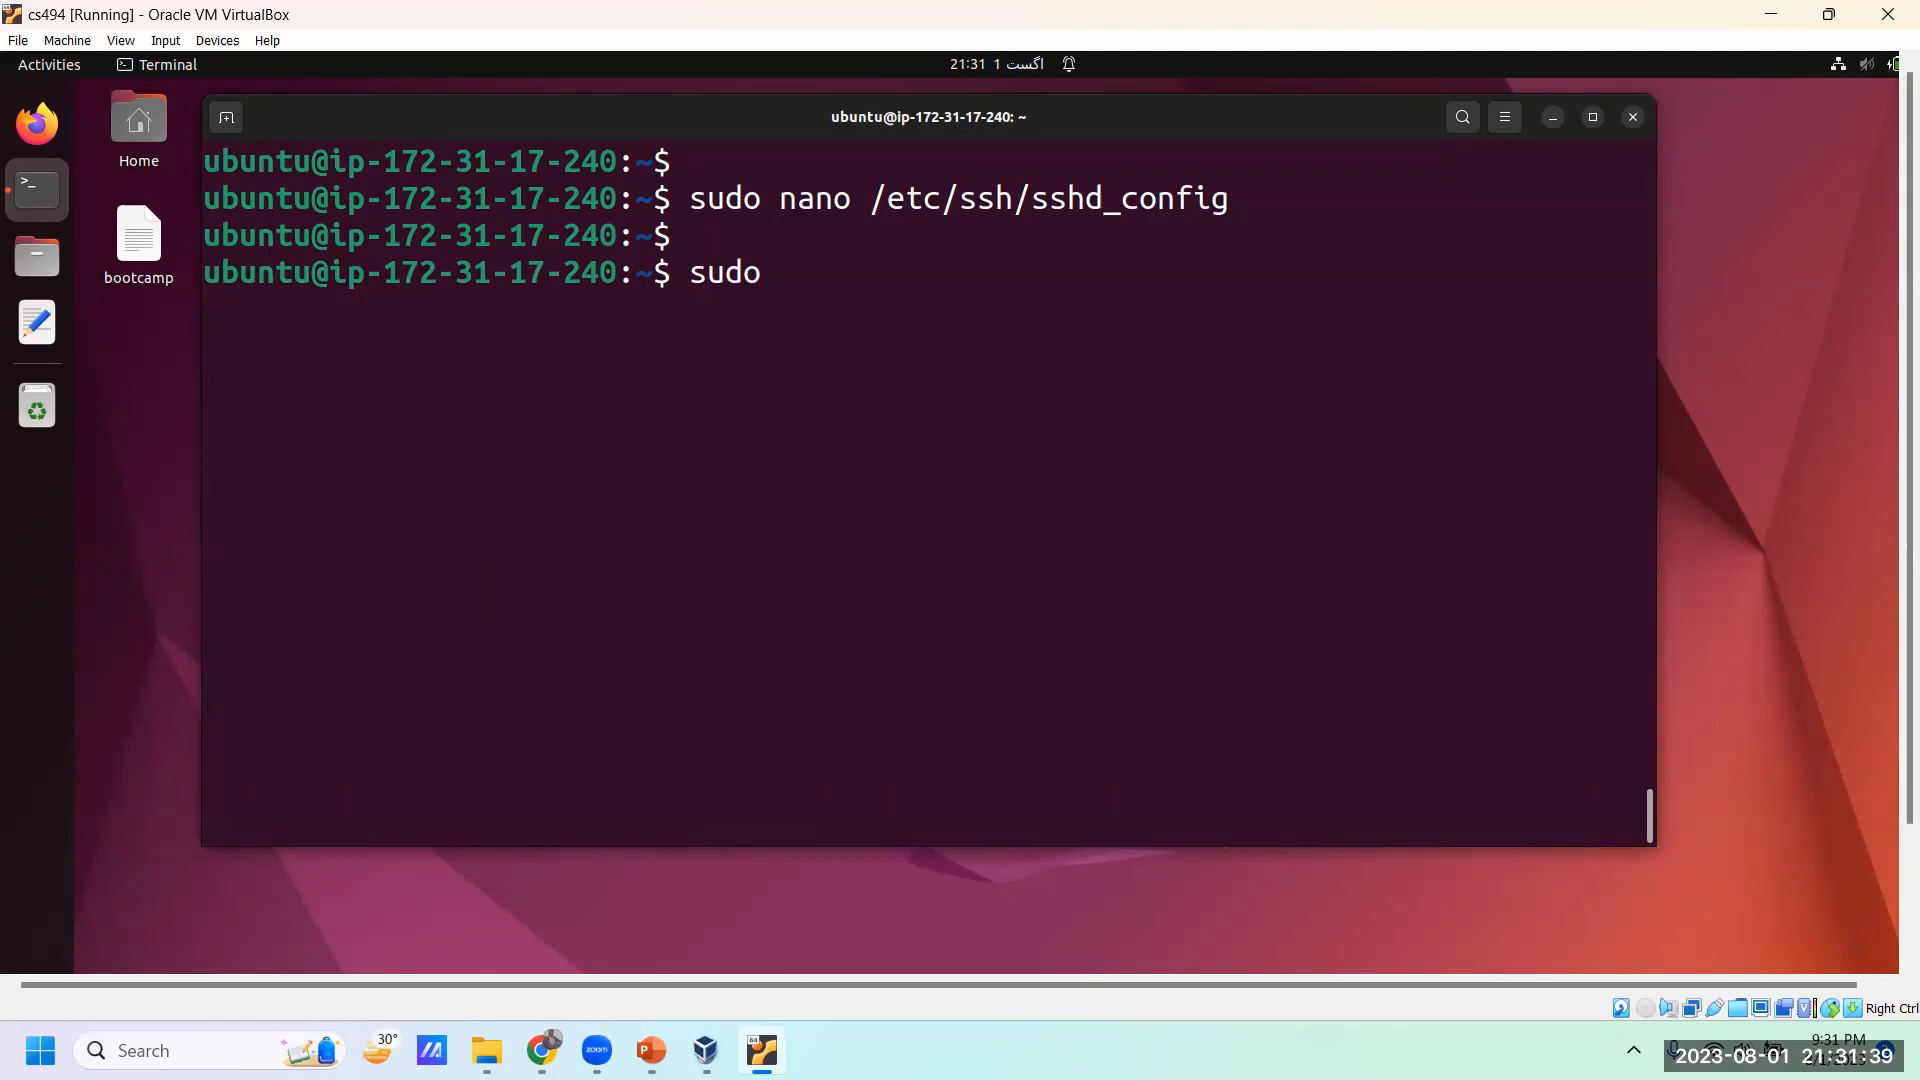 cs494 [Running] - Oracle VM VirtualBox
File Machine View Input Devices Help
Activities Terminal 21:31 1 اگست
Home
bootcamp
ubuntu@ip-172-31-17-240: ~
ubuntu@ip-172-31-17-240:~$
ubuntu@ip-172-31-17-240:~$ sudo nano /etc/ssh/sshd_config
ubuntu@ip-172-31-17-240:~$
ubuntu@ip-172-31-17-240:~$ sudo
Right Ctrl
Search
30°
zoom
64
9:31 PM
2023-08-01 21:31:39